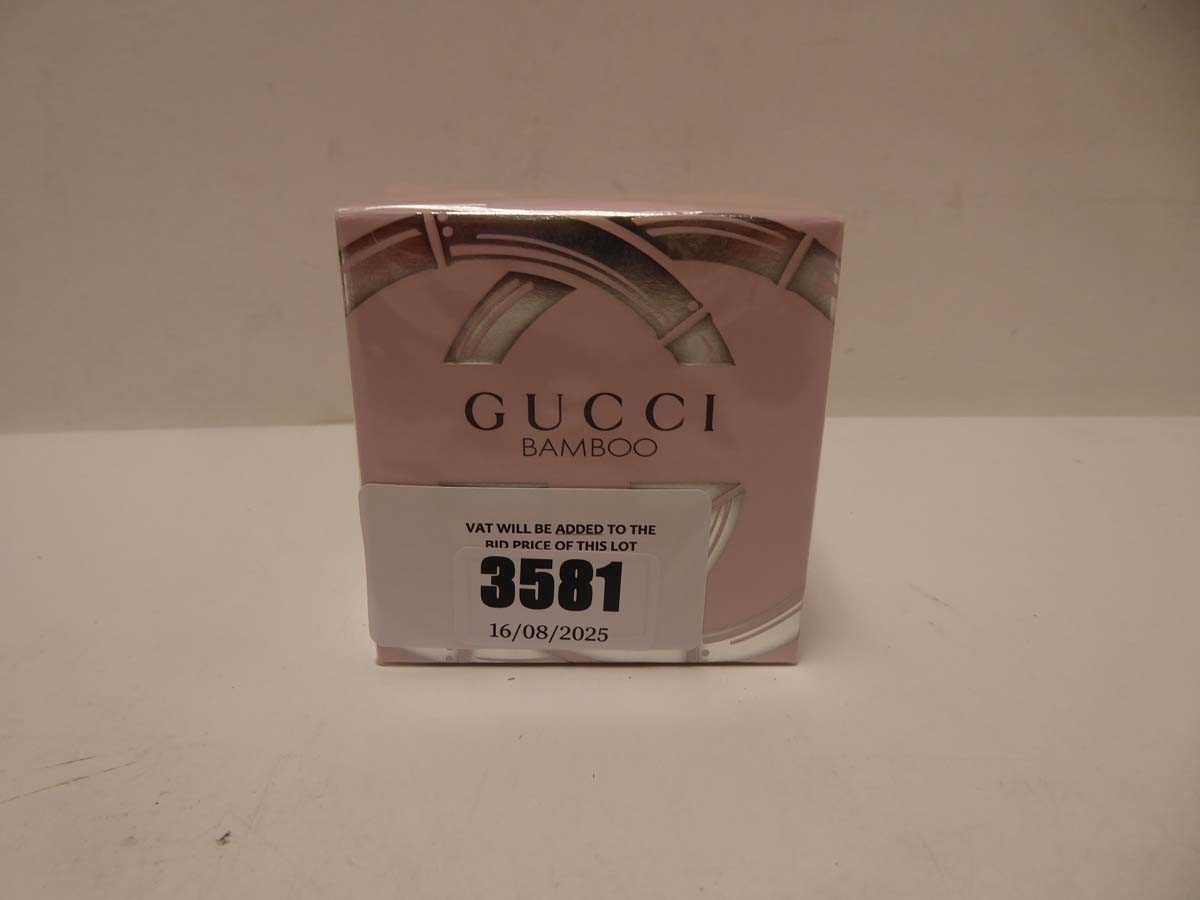 GUCCI
BAMBOO
VAT WILL BE ADDED TO THE
BID PRICE OF THIS LOT
3581
16/08/2025